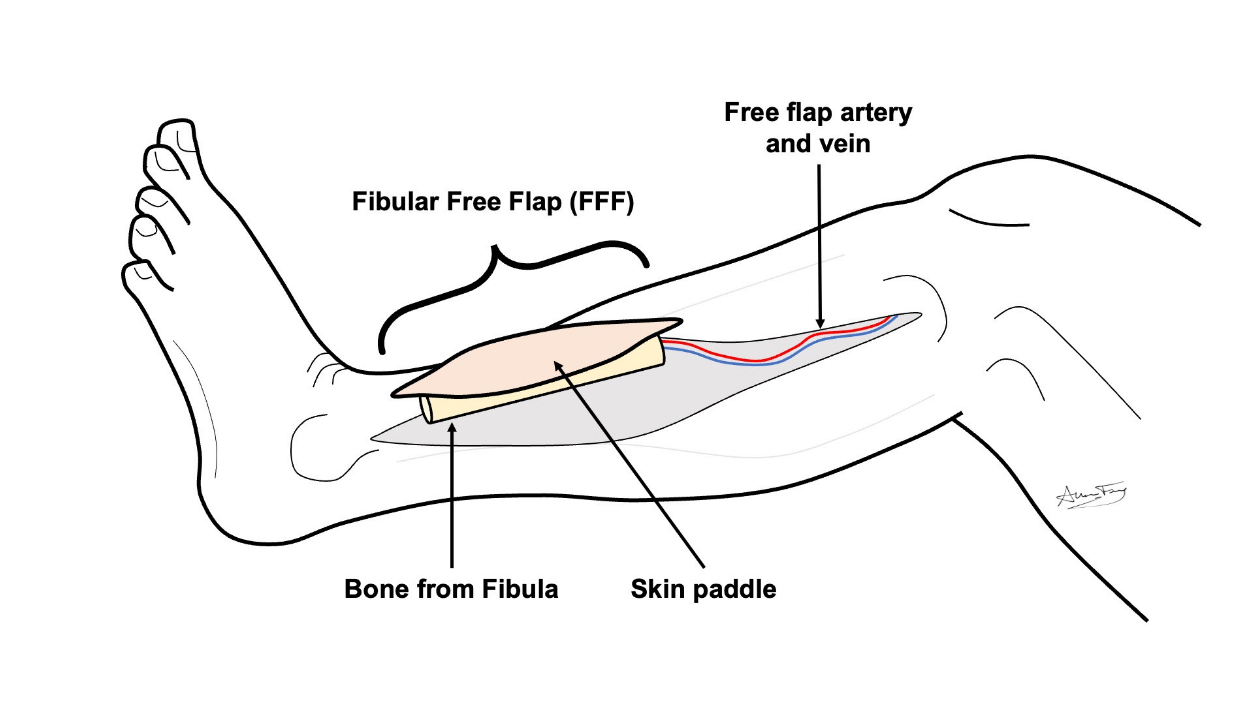 Free flap artery
and vein
Fibular Free Flap (FFF)
Bone from Fibula
Skin paddle